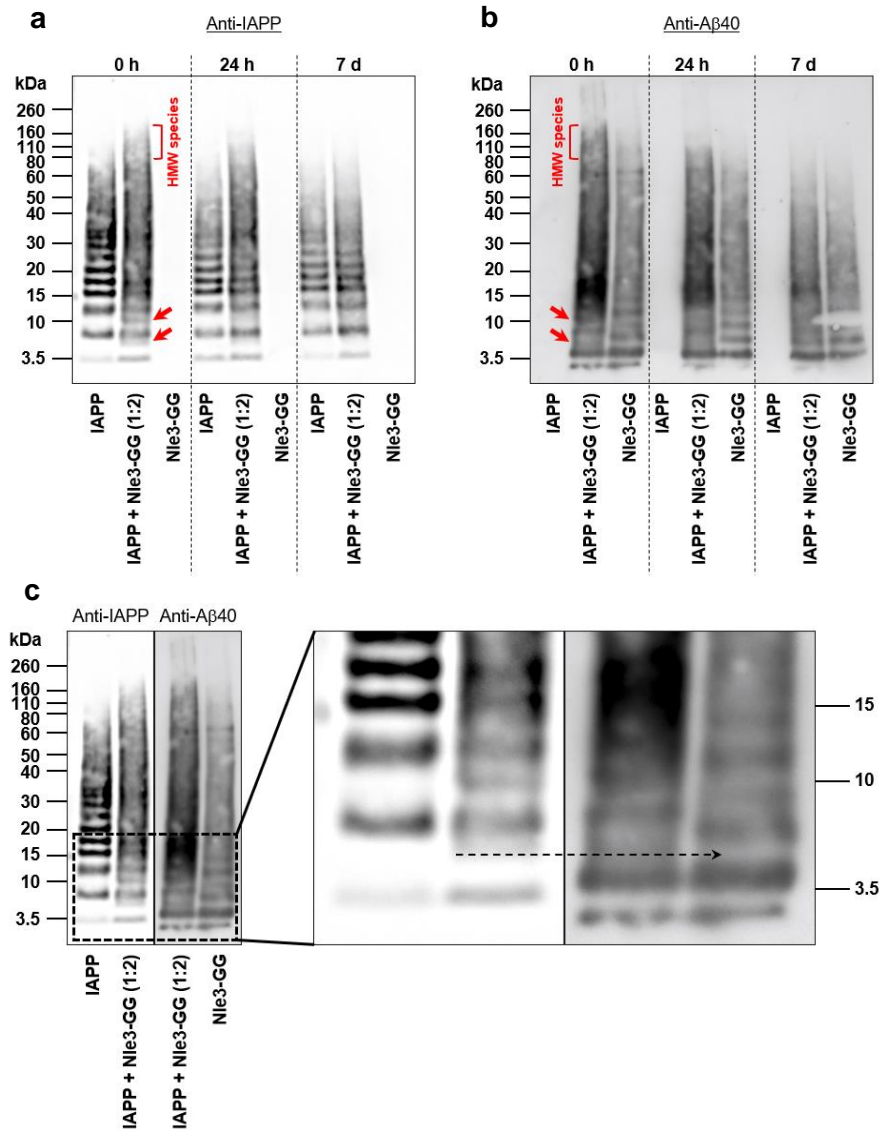 a
Anti-IAPP
0 h 24 h 7 d
kDa
260
160
110
80
60
50
40
30
20
15
10
3.5
HMW species
IAPP
IAPP + Nle3-GG (1:2)
Nle3-GG
IAPP
IAPP + Nle3-GG (1:2)
Nle3-GG
IAPP
IAPP + Nle3-GG (1:2)
Nle3-GG
b
Anti-Aβ40
0 h 24 h 7 d
kDa
260
160
110
80
60
50
40
30
20
15
10
3.5
HMW species
IAPP
IAPP + Nle3-GG (1:2)
Nle3-GG
IAPP
IAPP + Nle3-GG (1:2)
Nle3-GG
IAPP
IAPP + Nle3-GG (1:2)
Nle3-GG
c
Anti-IAPP Anti-Aβ40
kDa
260
160
110
80
60
50
40
30
20
15
10
3.5
IAPP
IAPP + Nle3-GG (1:2)
IAPP + Nle3-GG (1:2)
Nle3-GG
15
10
3.5